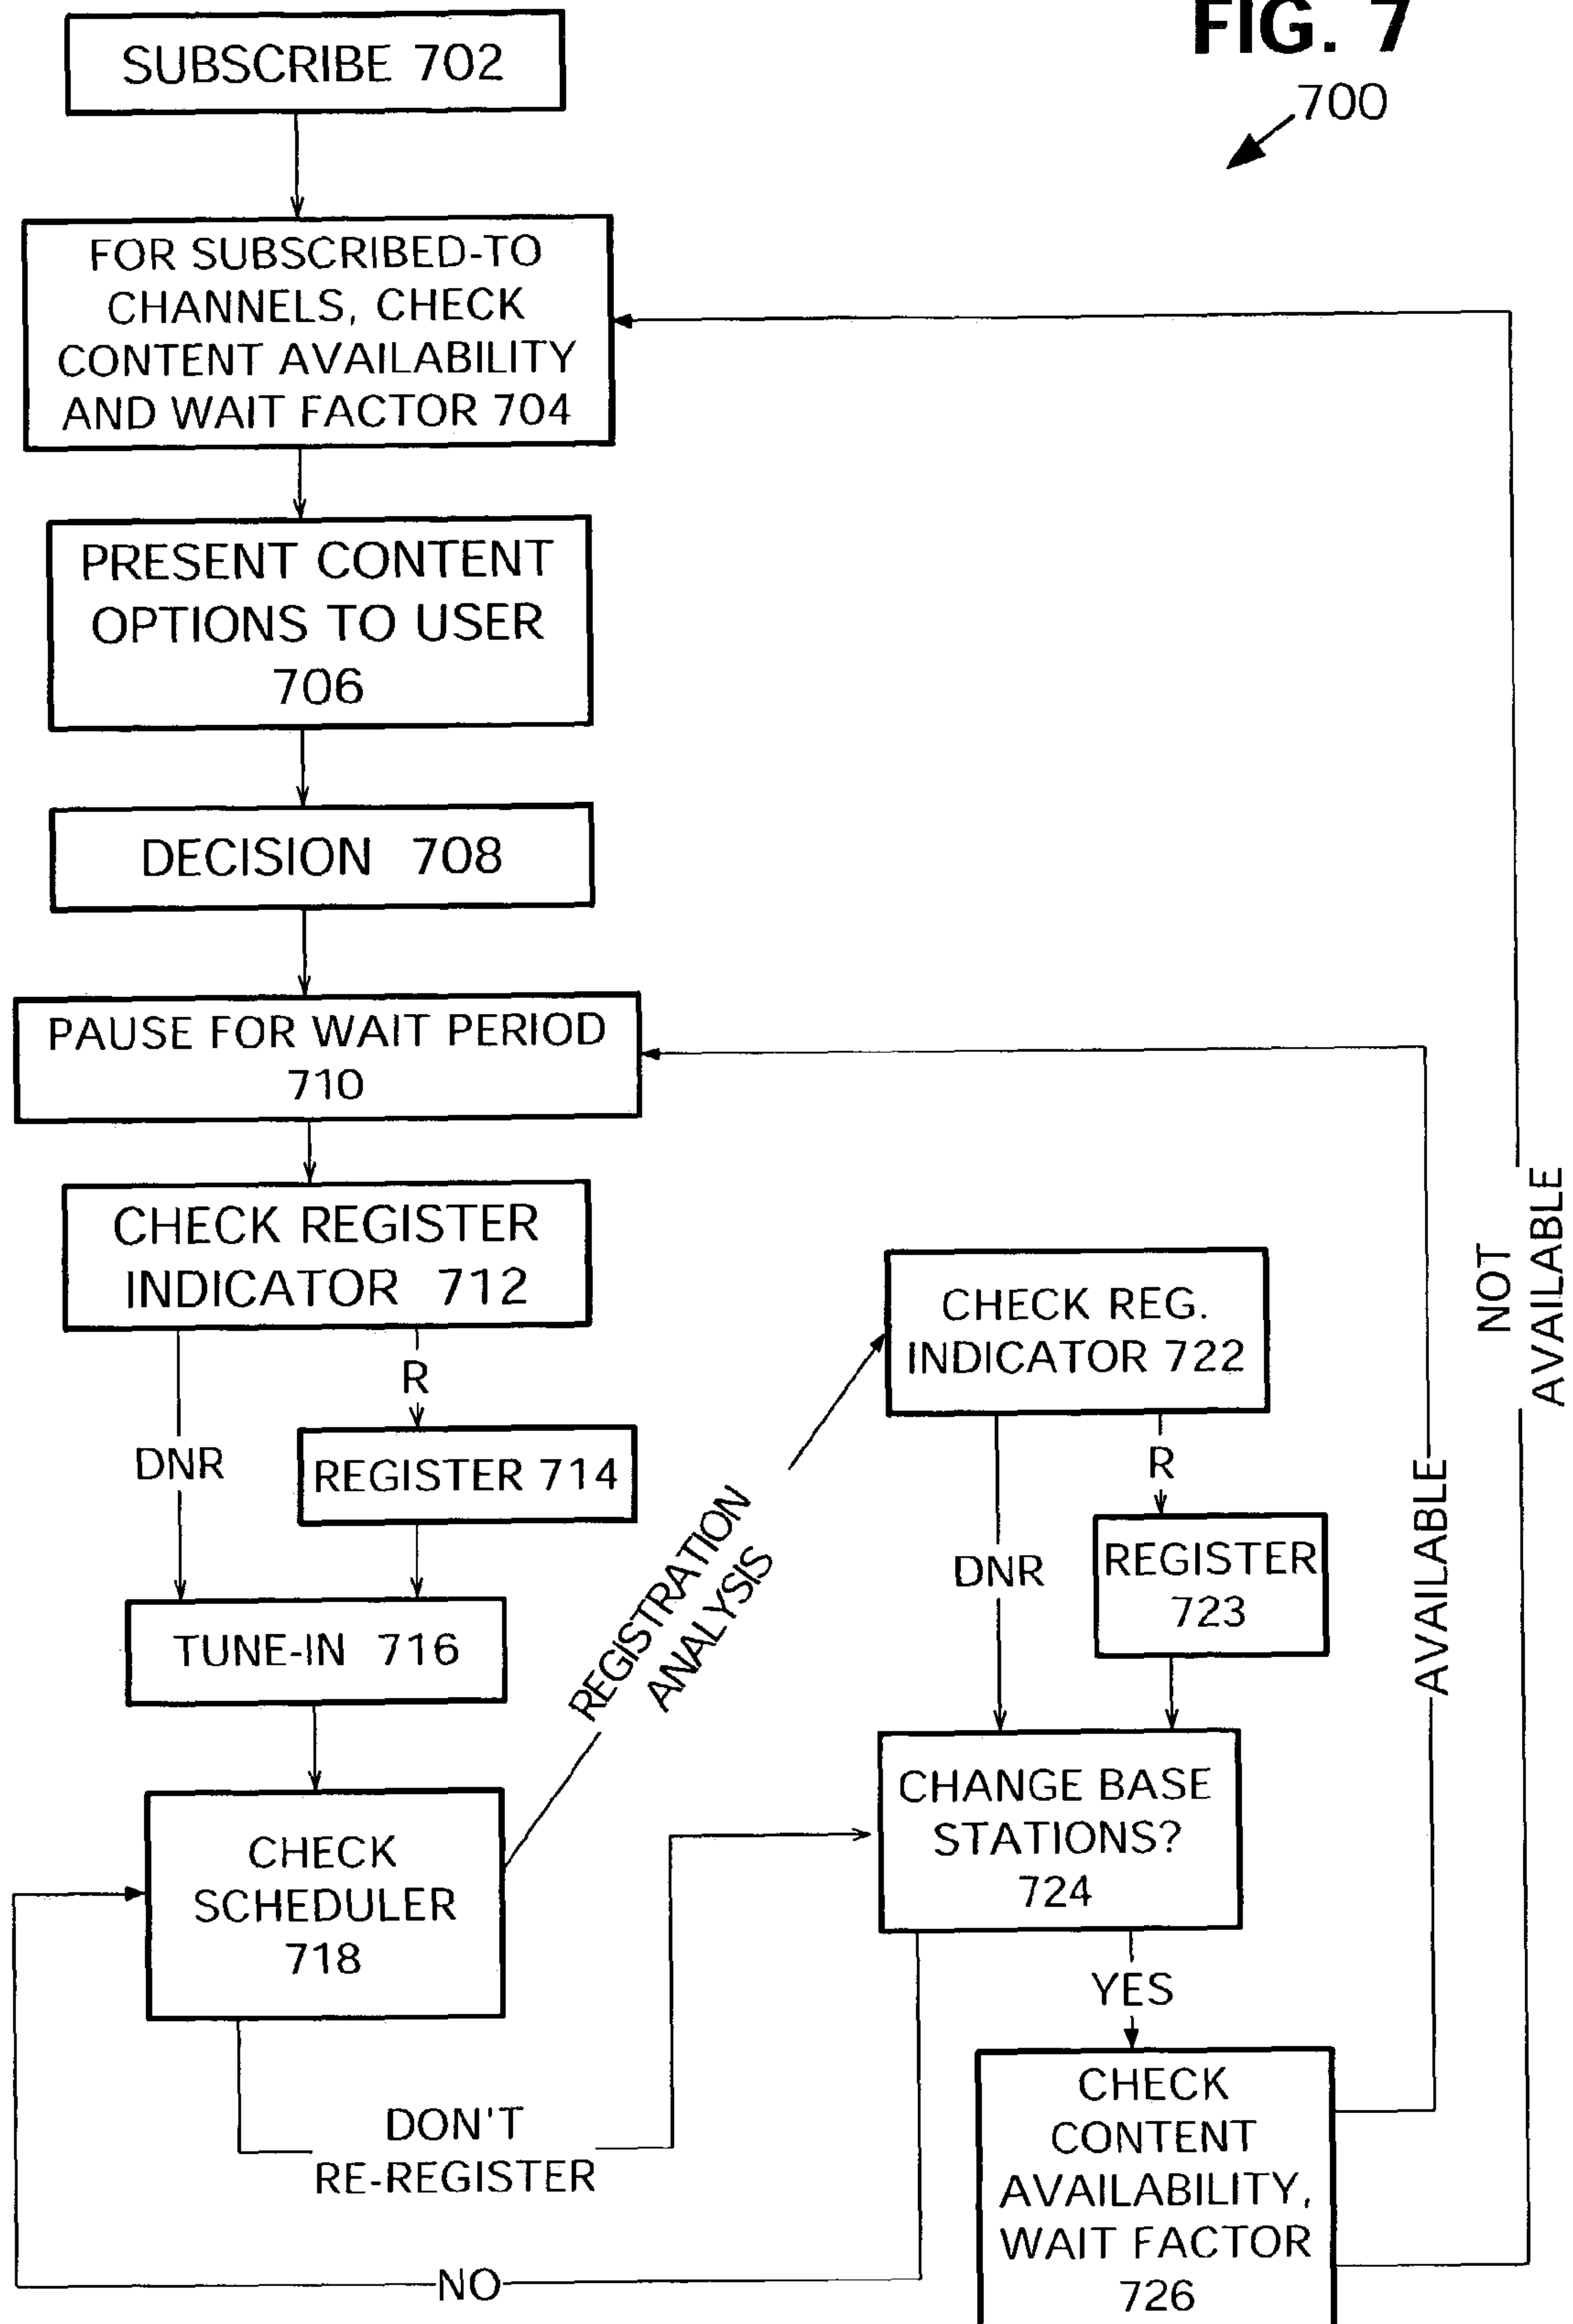 FIG. 7
700
SUBSCRIBE 702
FOR SUBSCRIBED-TO
CHANNELS, CHECK
CONTENT AVAILABILITY
AND WAIT FACTOR 704
PRESENT CONTENT
OPTIONS TO USER
706
DECISION 708
PAUSE FOR WAIT PERIOD
710
CHECK REGISTER
INDICATOR 712
R
DNR
REGISTER 714
TUNE-IN 716
CHECK
SCHEDULER
718
REGISTRATION
ANALYSIS
DON'T
RE-REGISTER
CHECK REG.
INDICATOR 722
R
DNR
REGISTER
723
CHANGE BASE
STATIONS?
724
YES
NO
CHECK
CONTENT
AVAILABILITY,
WAIT FACTOR
726
AVAILABLE
NOT
AVAILABLE